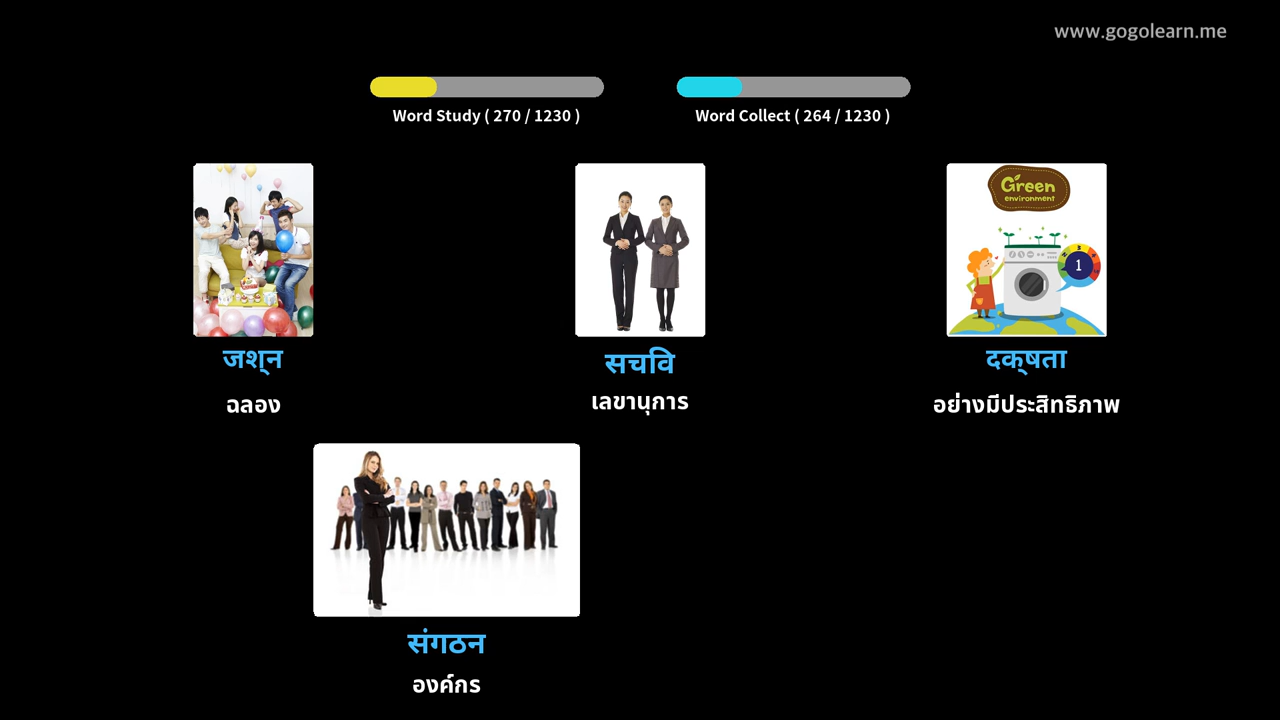 www.gogolearn.me
Word Study ( 270 / 1230 )
Word Collect ( 264 / 1230 )
Green
environment
1
जश्न
सचवि
दक्षता
ฉลอง
เลขานุการ
อย่างมีประสิทธิภาพ
संगठन
องค์กร